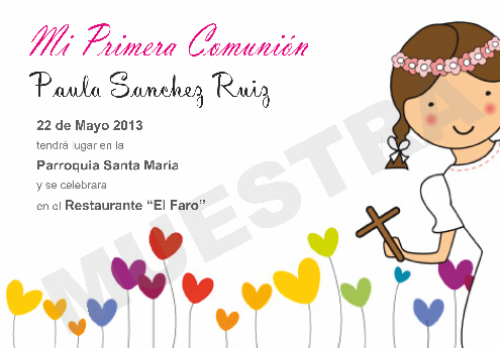 Mi Primera Comunión
Paula Sanchez Ruiz
22 de Mayo 2013
tendrá lugar en la
Parroquia Santa María
y se celebrara
en el Restaurante “El Faro”
MUESTRA